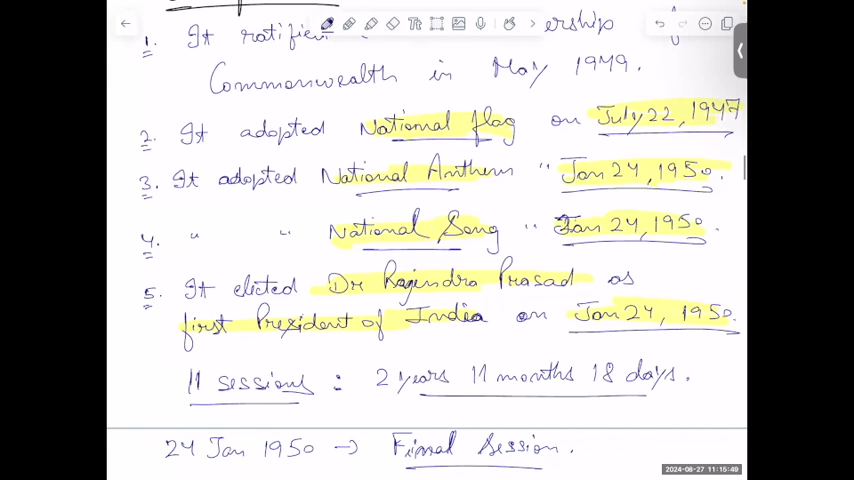 1. It ratified ership
Commonwealth in May 1949.
2. It adopted National flag on July 22, 1947
3. It adopted National Anthem " Jan 24, 1950.
4. " " National Song " Jan 24, 1950.
5. It elected Dr Rajendra Prasad as
first President of India on Jan 24, 1950.
11 sessions : 2 years 11 months 18 days.
24 Jan 1950 → Final Session.
2024-08-27 11:15:49